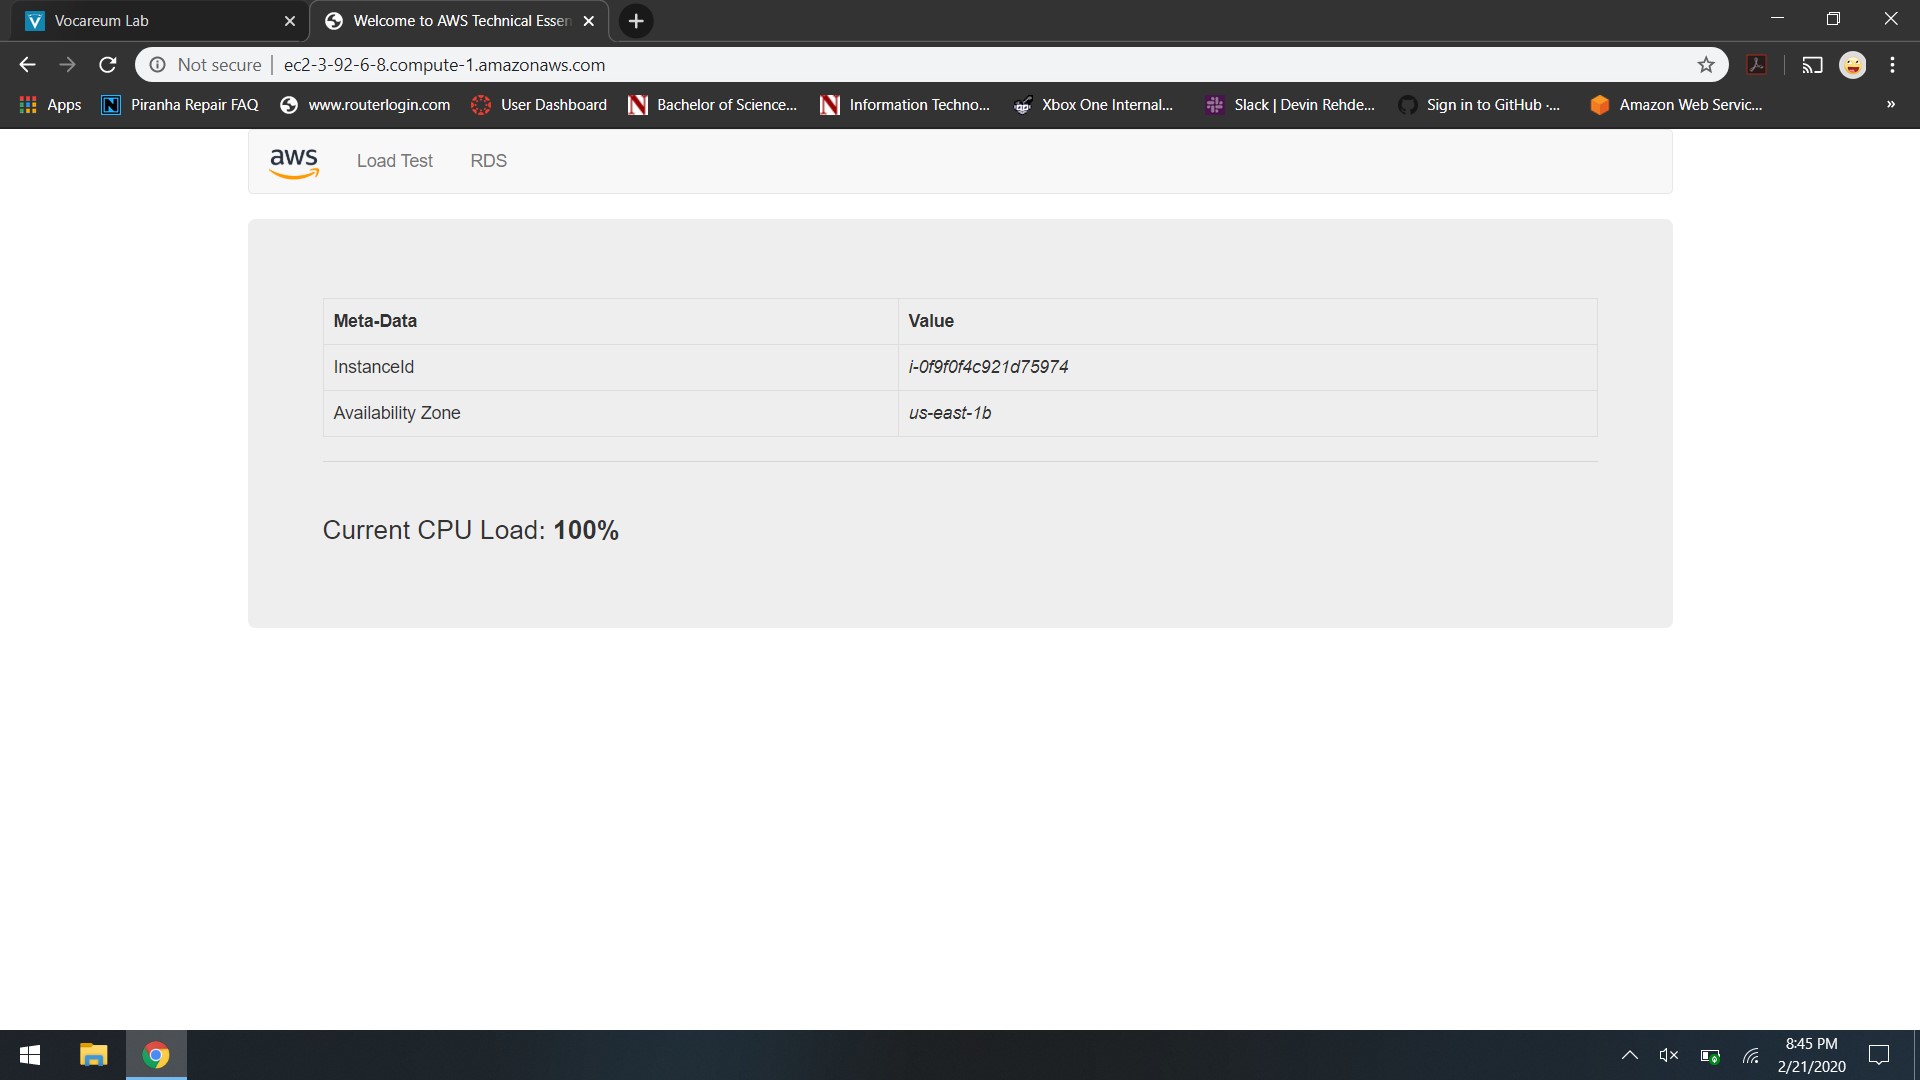 Vocareum Lab
Welcome to AWS Technical Essen
Not secure
ec2-3-92-6-8.compute-1.amazonaws.com
Apps
Piranha Repair FAQ
www.routerlogin.com
User Dashboard
Bachelor of Science...
Information Techno...
Xbox One Internal...
Slack | Devin Rehde...
Sign in to GitHub ·...
Amazon Web Servic...
»
aws
Load Test
RDS
Meta-Data Value
InstanceId i-0f9f0f4c921d75974
Availability Zone us-east-1b
Current CPU Load: 100%
8:45 PM
2/21/2020